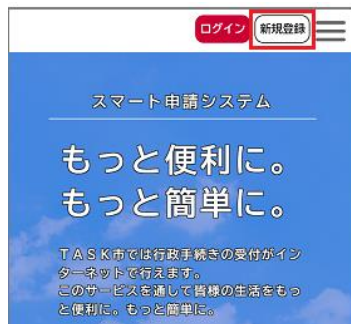 ログイン 新規登録
スマート申請システム
もっと便利に。
もっと簡単に。
TASK市では行政手続きの受付がイン
ターネットで行えます。
このサービスを通して皆様の生活をもっ
と便利に。もっと簡単に。